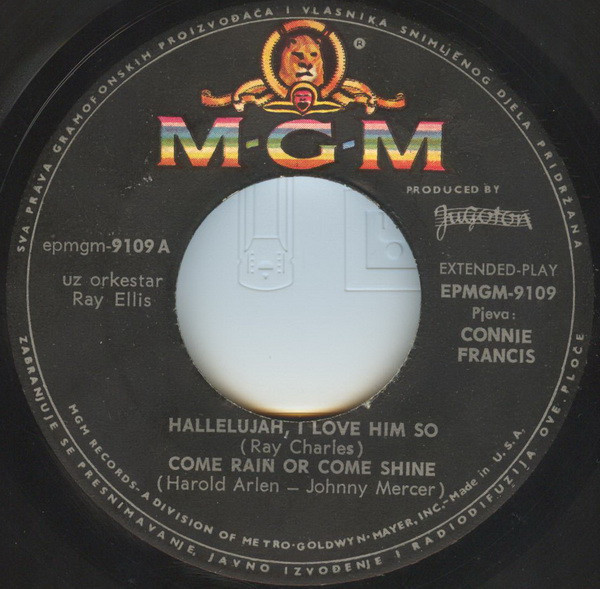 SVA PRAVA GRAMOFONSKIH PROIZVOĐAČA I VLASNIKA SNIMLJENOG DJELA PRIDRŽANA
®
M-G-M
PRODUCED BY
Jugoton
epmgm-9109 A
uz orkestar
Ray Ellis
EXTENDED-PLAY
EPMGM-9109
Pjeva:
CONNIE
FRANCIS
HALLELUJAH, I LOVE HIM SO
(Ray Charles)
COME RAIN OR COME SHINE
(Harold Arlen – Johnny Mercer)
MGM RECORDS-A DIVISION OF METRO-GOLDWYN-MAYER, INC.-Made in U.S.A.
ZABRANJUJE SE PRESNIMAVANJE, JAVNO IZVOĐENJE I RADIODIFUZIJA OVE PLOČE